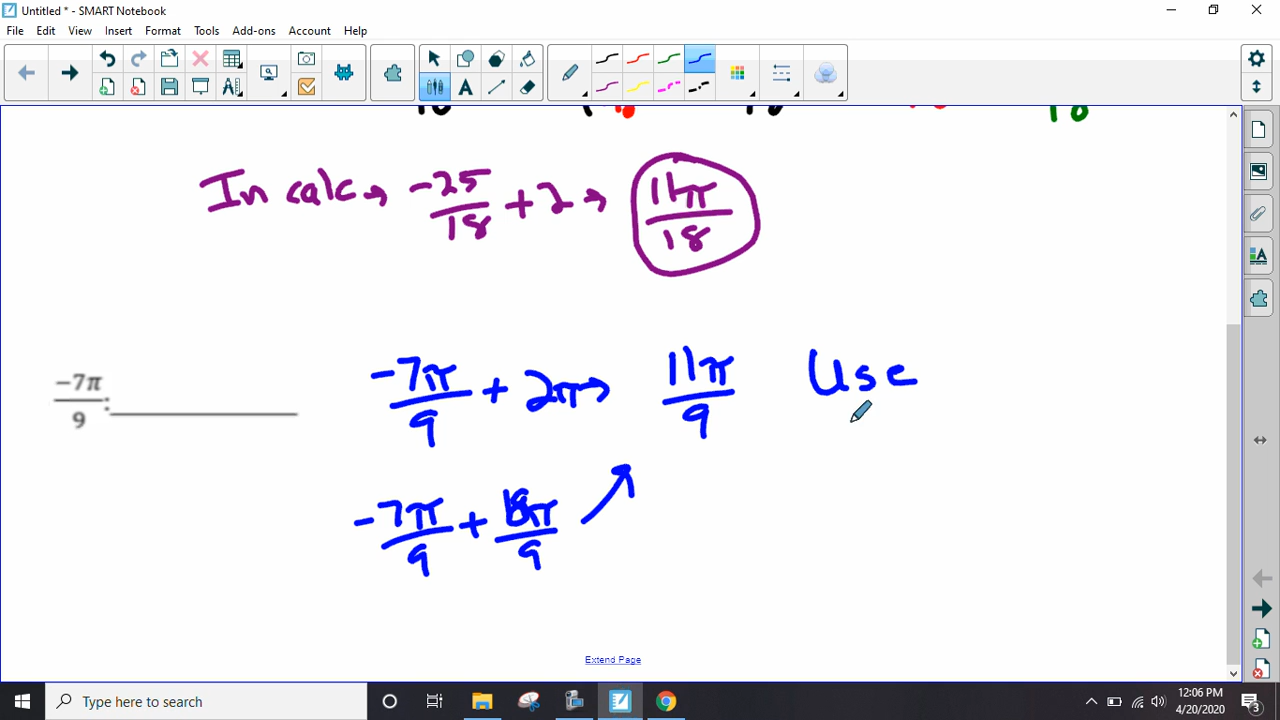 Untitled * - SMART Notebook
File Edit View Insert Format Tools Add-ons Account Help
In calc → -25/18 + 2 → 11π/18
-7π/9 : -7π/9 + 2π → 11π/9 Use
-7π/9 + 18π/9
Extend Page
Type here to search
12:06 PM
4/20/2020
3